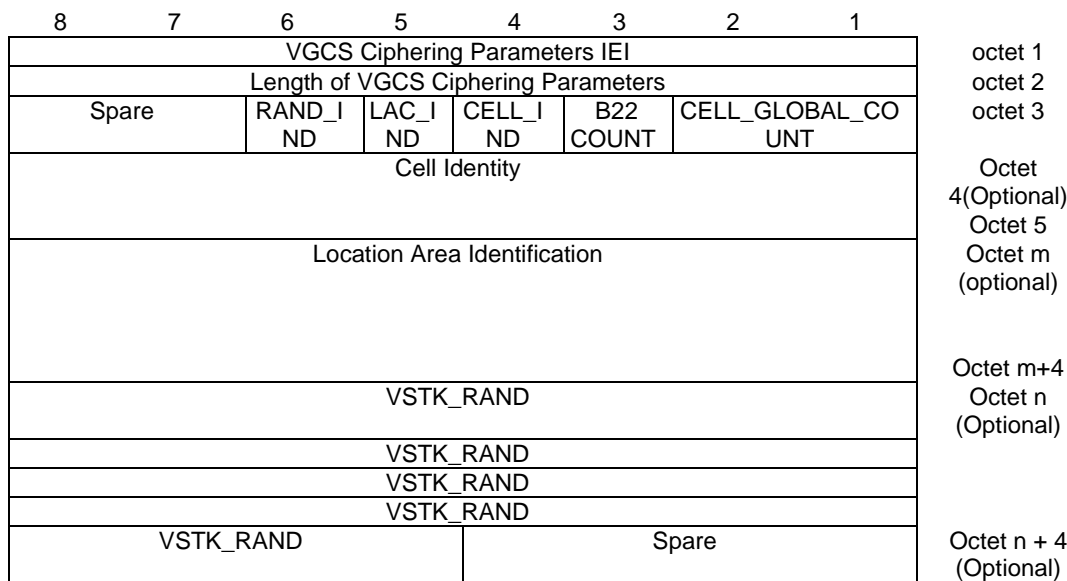 8 7 6 5 4 3 2 1
VGCS Ciphering Parameters IEI octet 1
Length of VGCS Ciphering Parameters octet 2
Spare RAND_I LAC_I CELL_I B22 CELL_GLOBAL_CO octet 3
ND ND ND COUNT UNT
Cell Identity Octet
4(Optional)
Octet 5
Location Area Identification Octet m
(optional)
Octet m+4
VSTK_RAND Octet n
(Optional)
VSTK_RAND
VSTK_RAND
VSTK_RAND
VSTK_RAND Spare Octet n + 4
(Optional)